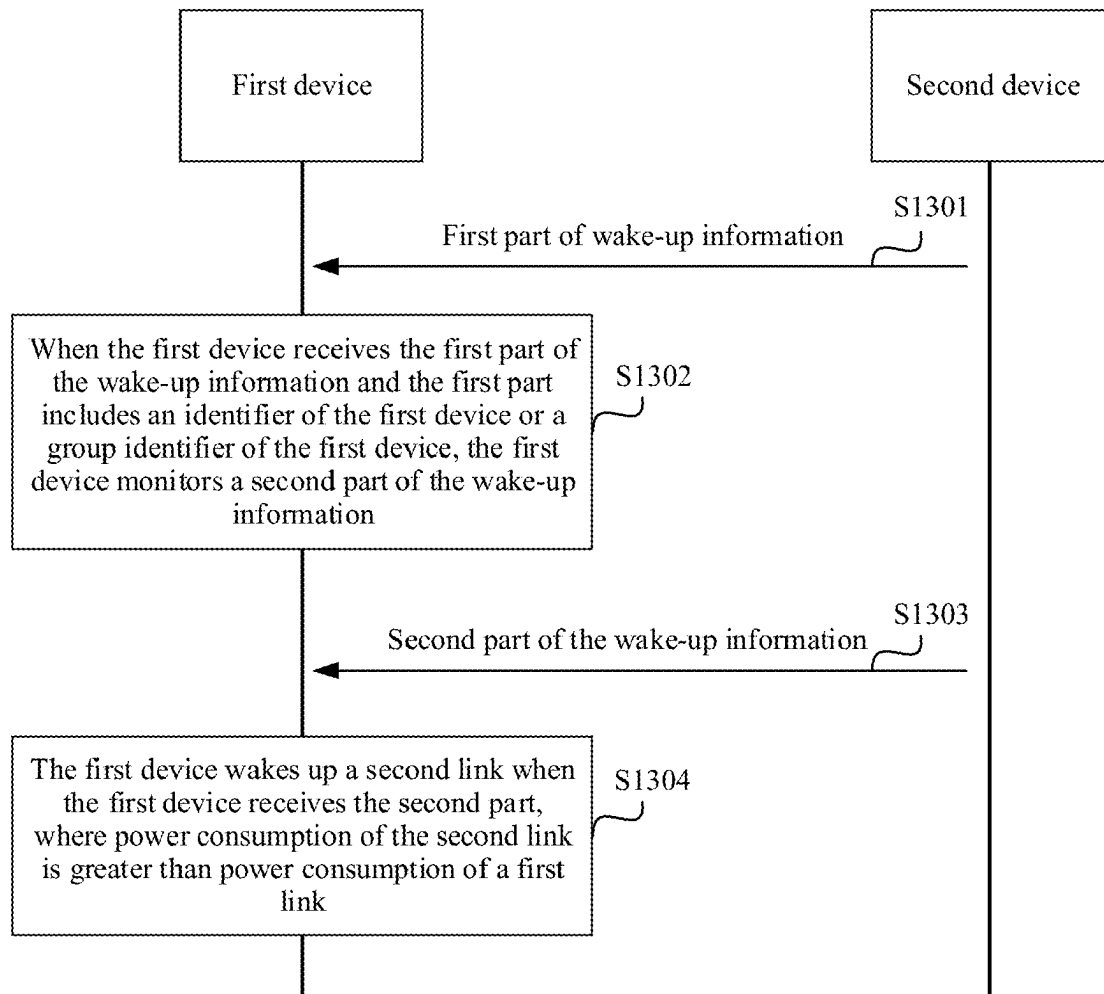 First device
Second device
S1301
First part of wake-up information
When the first device receives the first part of
the wake-up information and the first part
includes an identifier of the first device or a
group identifier of the first device, the first
device monitors a second part of the wake-up
information
S1302
S1303
Second part of the wake-up information
The first device wakes up a second link when
the first device receives the second part,
where power consumption of the second link
is greater than power consumption of a first
link
S1304